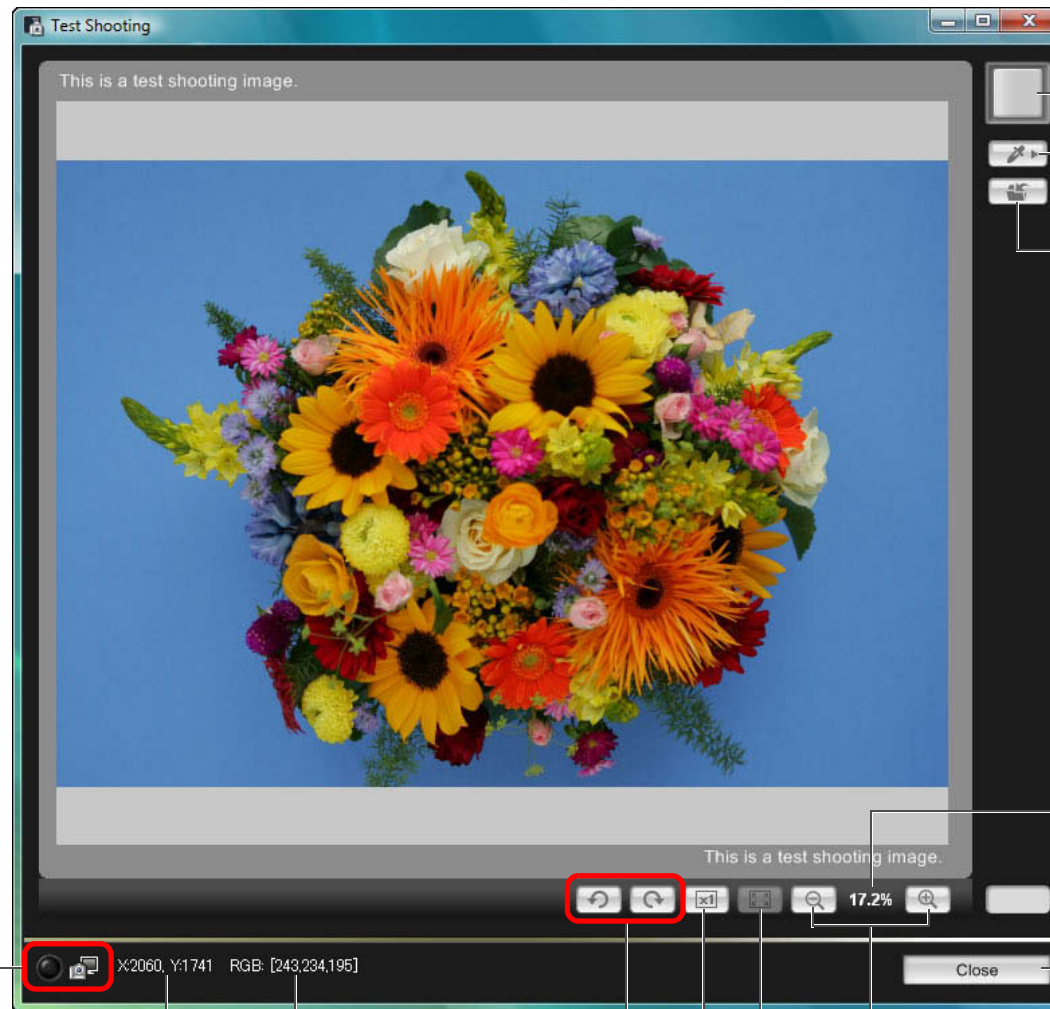 Test Shooting
This is a test shooting image.
This is a test shooting image.
x1
17.2%
X:2060, Y:1741 RGB: [243,234,195]
Close